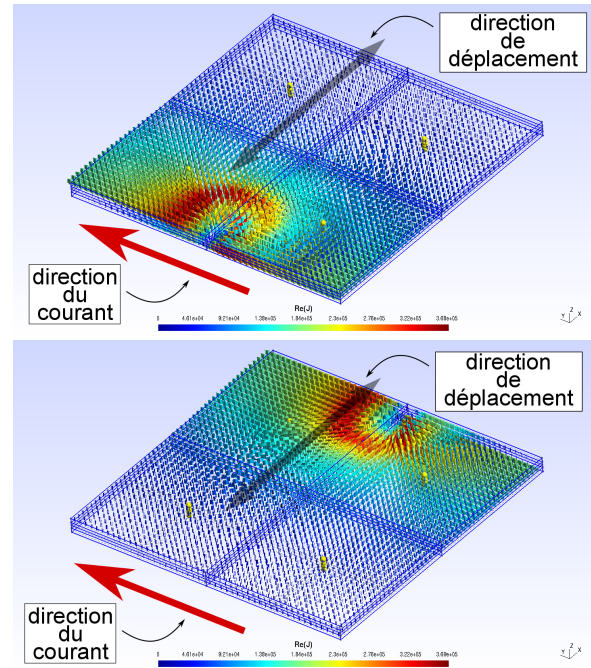 direction
de
déplacement
direction
du
courant
Re(J)
0 4.61e+04 9.21e+04 1.38e+05 1.84e+05 2.3e+05 2.76e+05 3.22e+05 3.68e+05
Y Z X
direction
de
déplacement
direction
du
courant
Re(J)
0 4.61e+04 9.21e+04 1.38e+05 1.84e+05 2.3e+05 2.76e+05 3.22e+05 3.69e+05
Y Z X